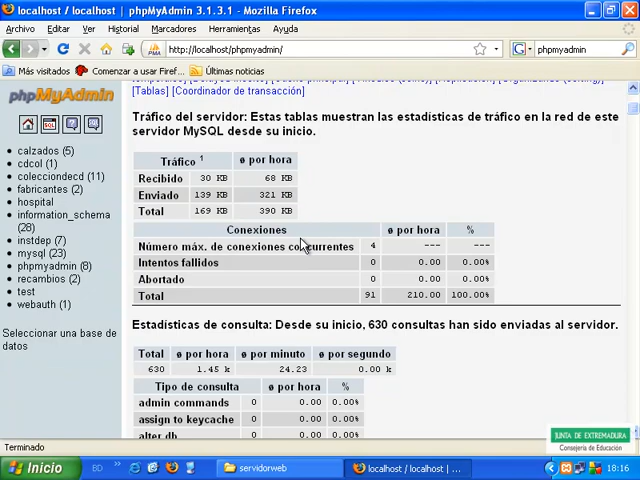 localhost / localhost | phpMyAdmin 3.1.3.1 - Mozilla Firefox
Archivo Editar Ver Historial Marcadores Herramientas Ayuda
http://localhost/phpmyadmin/
phpmyadmin
Más visitados Comenzar a usar Firef... Últimas noticias
[Tablas] [Coordinador de transacción]
phpMyAdmin
SQL
calzados (5)
cdcol (1)
colecciondecd (11)
fabricantes (2)
hospital
information_schema
(28)
instdep (7)
mysql (23)
phpmyadmin (8)
recambios (2)
test
webauth (1)
Seleccionar una base de
datos
Tráfico del servidor: Estas tablas muestran las estadísticas de tráfico en la red de este
servidor MySQL desde su inicio.
Tráfico 1 ø por hora
Recibido 30 KB 68 KB
Enviado 139 KB 321 KB
Total 169 KB 390 KB
Conexiones ø por hora %
Número máx. de conexiones concurrentes 4 --- ---
Intentos fallidos 0 0.00 0.00%
Abortado 0 0.00 0.00%
Total 91 210.00 100.00%
Estadísticas de consulta: Desde su inicio, 630 consultas han sido enviadas al servidor.
Total ø por hora ø por minuto ø por segundo
630 1.45 k 24.23 0.00 k
Tipo de consulta ø por hora %
admin commands 0 0.00 0.00%
assign to keycache 0 0.00 0.00%
alter db 0 0.00 0.00%
Terminado
JUNTA DE EXTREMADURA
Consejería de Educación
Inicio BD servidorweb localhost / localhost | ... 18:16